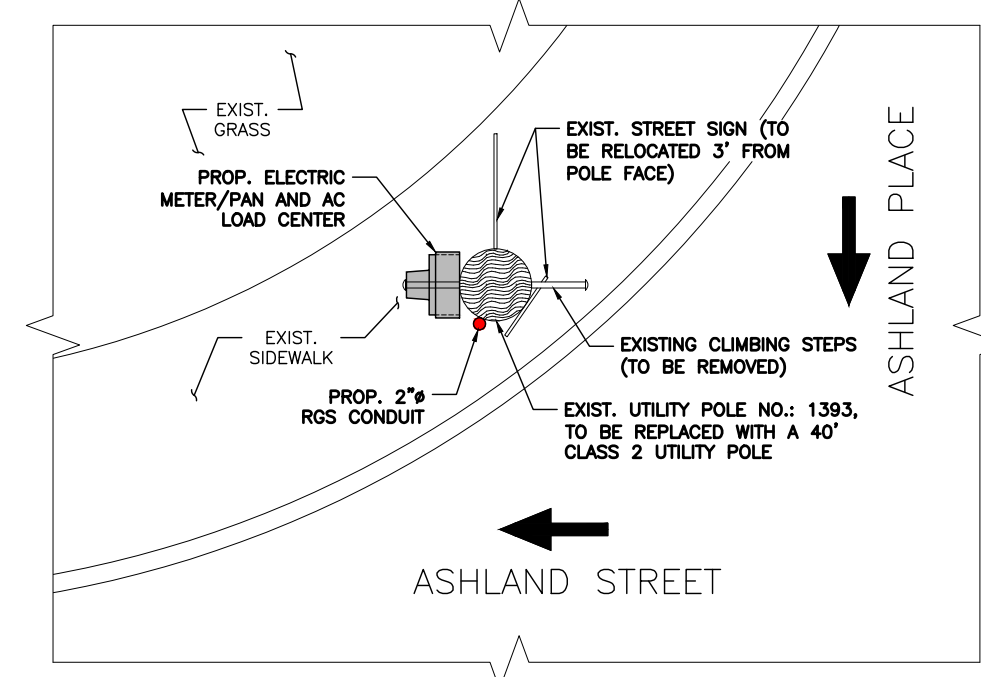 EXIST.
GRASS
PROP. ELECTRIC
METER/PAN AND AC
LOAD CENTER
EXIST. STREET SIGN (TO
BE RELOCATED 3' FROM
POLE FACE)
ASHLAND PLACE
EXIST.
SIDEWALK
EXISTING CLIMBING STEPS
(TO BE REMOVED)
PROP. 2"ø
RGS CONDUIT
EXIST. UTILITY POLE NO.: 1393,
TO BE REPLACED WITH A 40'
CLASS 2 UTILITY POLE
ASHLAND STREET